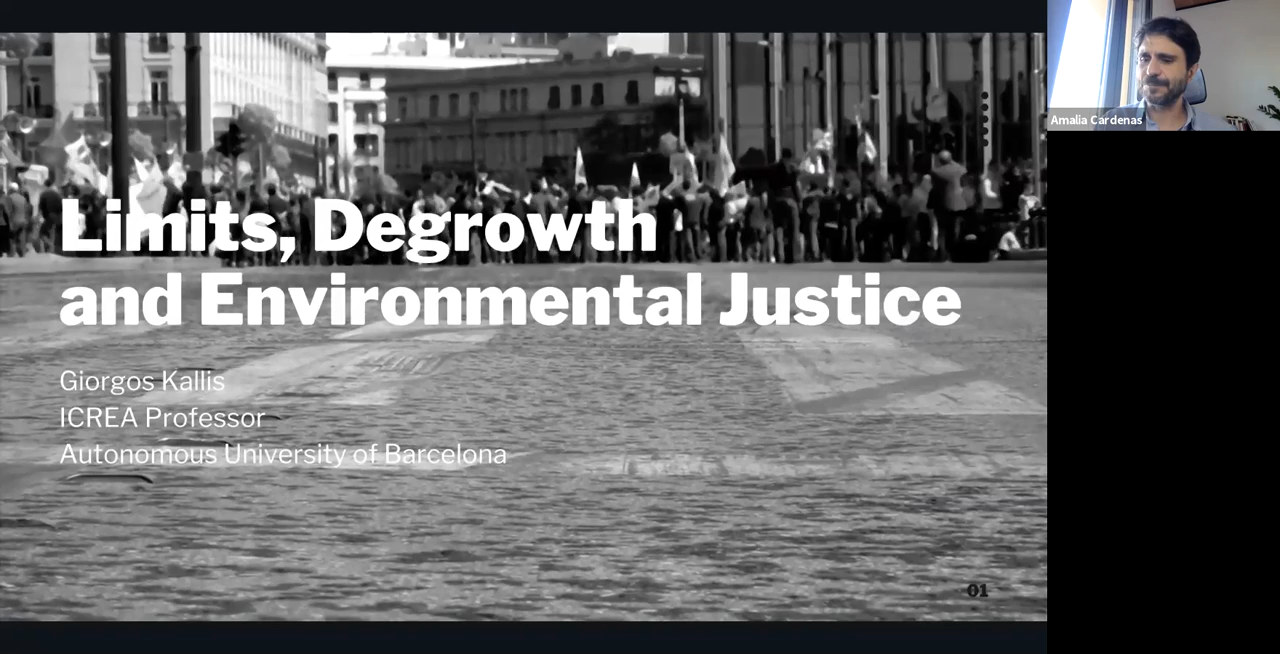 Limits, Degrowth
and Environmental Justice
Giorgos Kallis
ICREA Professor
Autonomous University of Barcelona
01
Amalia Cardenas